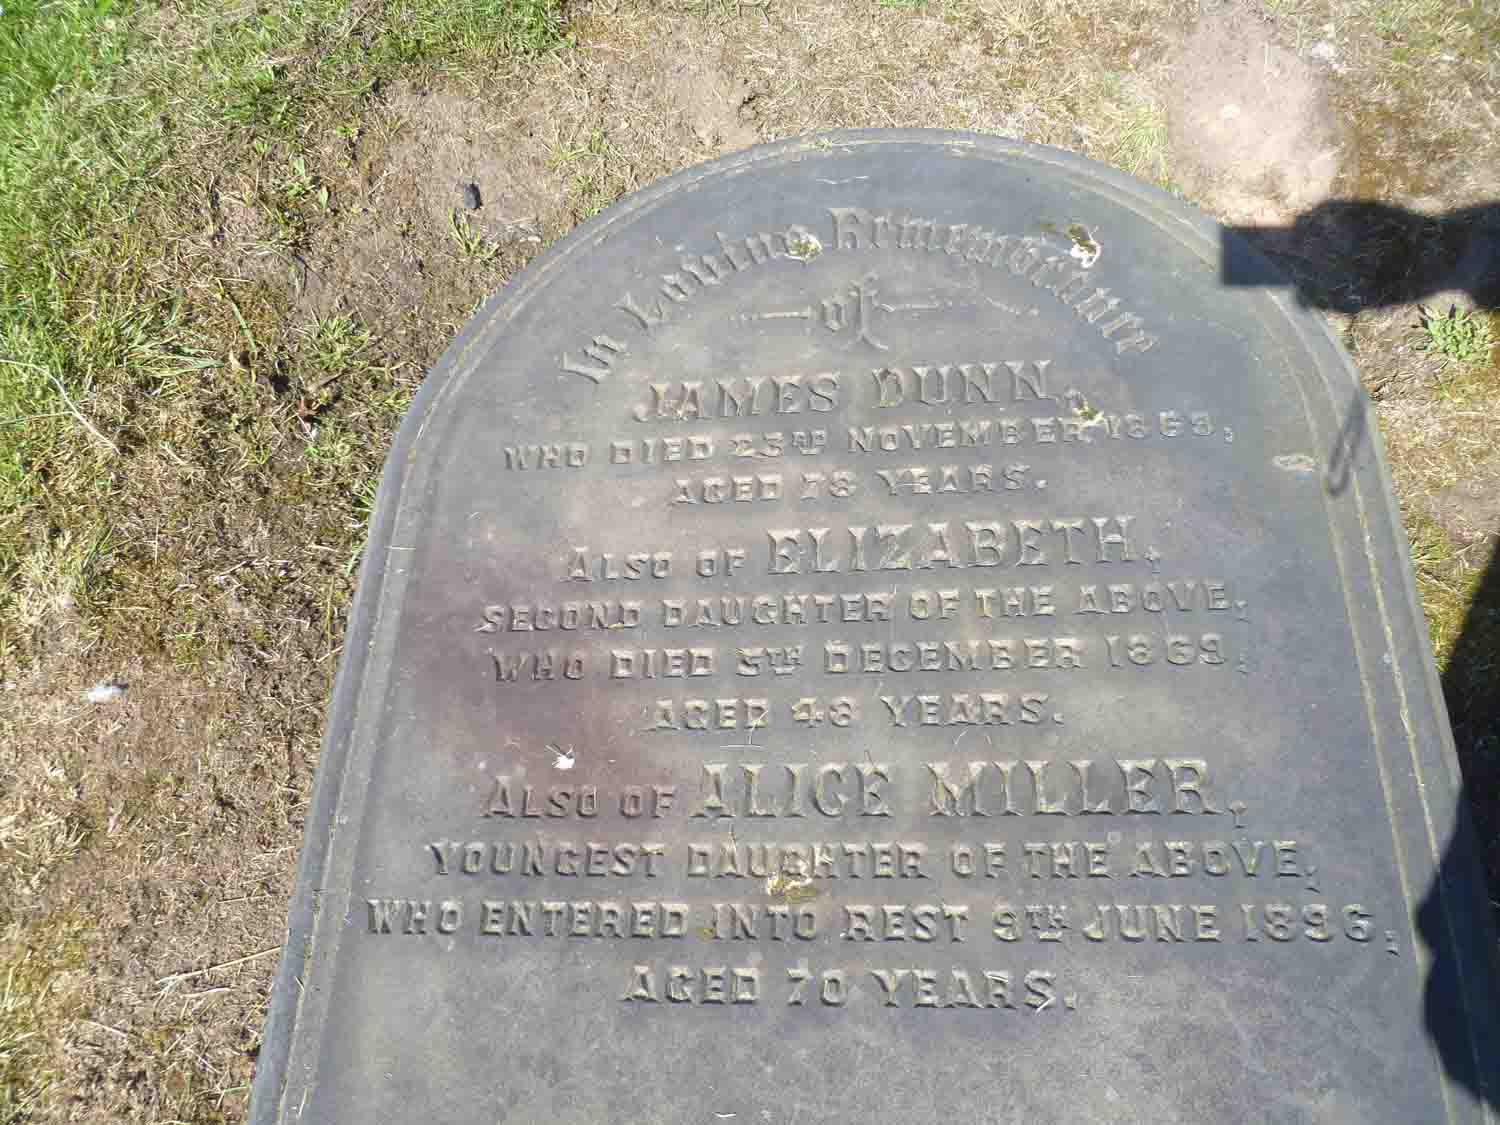 In Loving Remembrance
of
JAMES DUNN,
WHO DIED 23RD NOVEMBER 1863,
AGED 78 YEARS.
ALSO OF ELIZABETH,
SECOND DAUGHTER OF THE ABOVE,
WHO DIED 5TH DECEMBER 1869,
AGED 48 YEARS.
ALSO OF ALICE MILLER,
YOUNGEST DAUGHTER OF THE ABOVE,
WHO ENTERED INTO REST 9TH JUNE 1896,
AGED 70 YEARS.